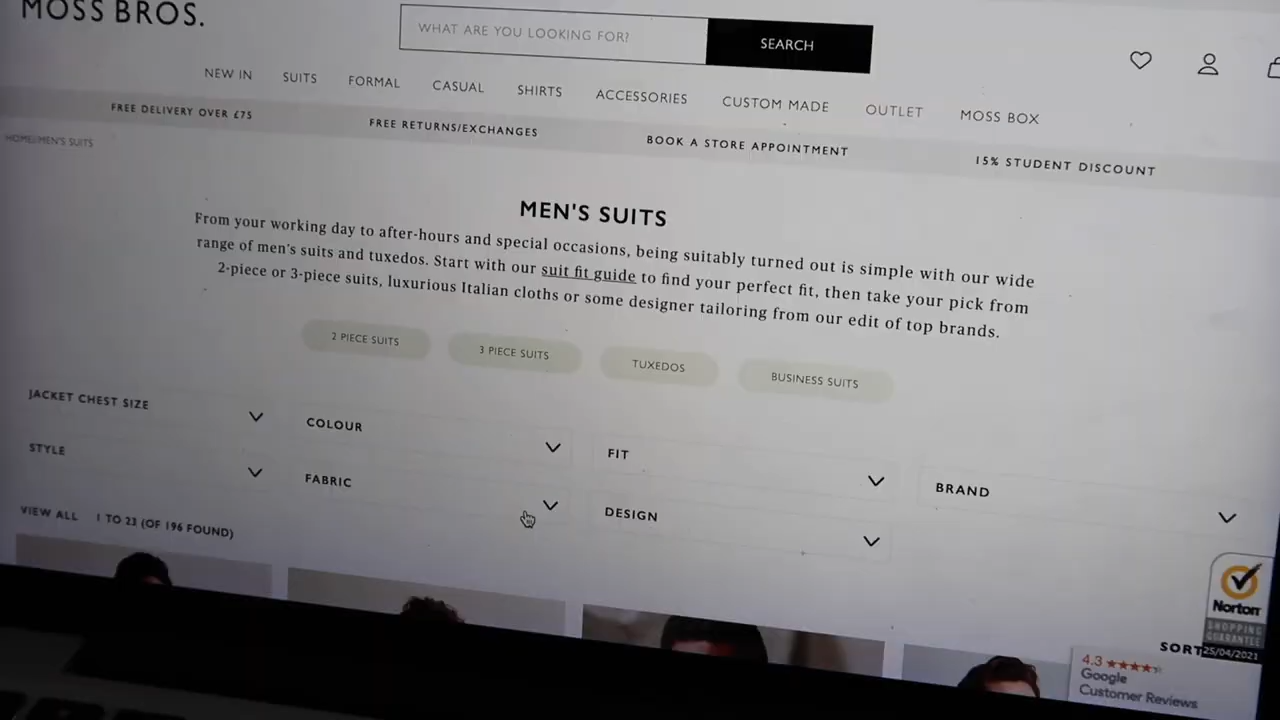 MOSS BROS.
WHAT ARE YOU LOOKING FOR?
SEARCH
NEW IN
SUITS
FORMAL
CASUAL
SHIRTS
ACCESSORIES
CUSTOM MADE
OUTLET
MOSS BOX
FREE DELIVERY OVER £75
FREE RETURNS/EXCHANGES
BOOK A STORE APPOINTMENT
15% STUDENT DISCOUNT
HOME/MEN'S SUITS
MEN'S SUITS
From your working day to after-hours and special occasions, being suitably turned out is simple with our wide
range of men's suits and tuxedos. Start with our suit fit guide to find your perfect fit, then take your pick from
2-piece or 3-piece suits, luxurious Italian cloths or some designer tailoring from our edit of top brands.
2 PIECE SUITS
3 PIECE SUITS
TUXEDOS
BUSINESS SUITS
JACKET CHEST SIZE
COLOUR
FIT
BRAND
STYLE
FABRIC
DESIGN
VIEW ALL
1 TO 23 (OF 196 FOUND)
SORT
Norton
SHOPPING
GUARANTEE
25/04/2021
4.3
Google
Customer Reviews